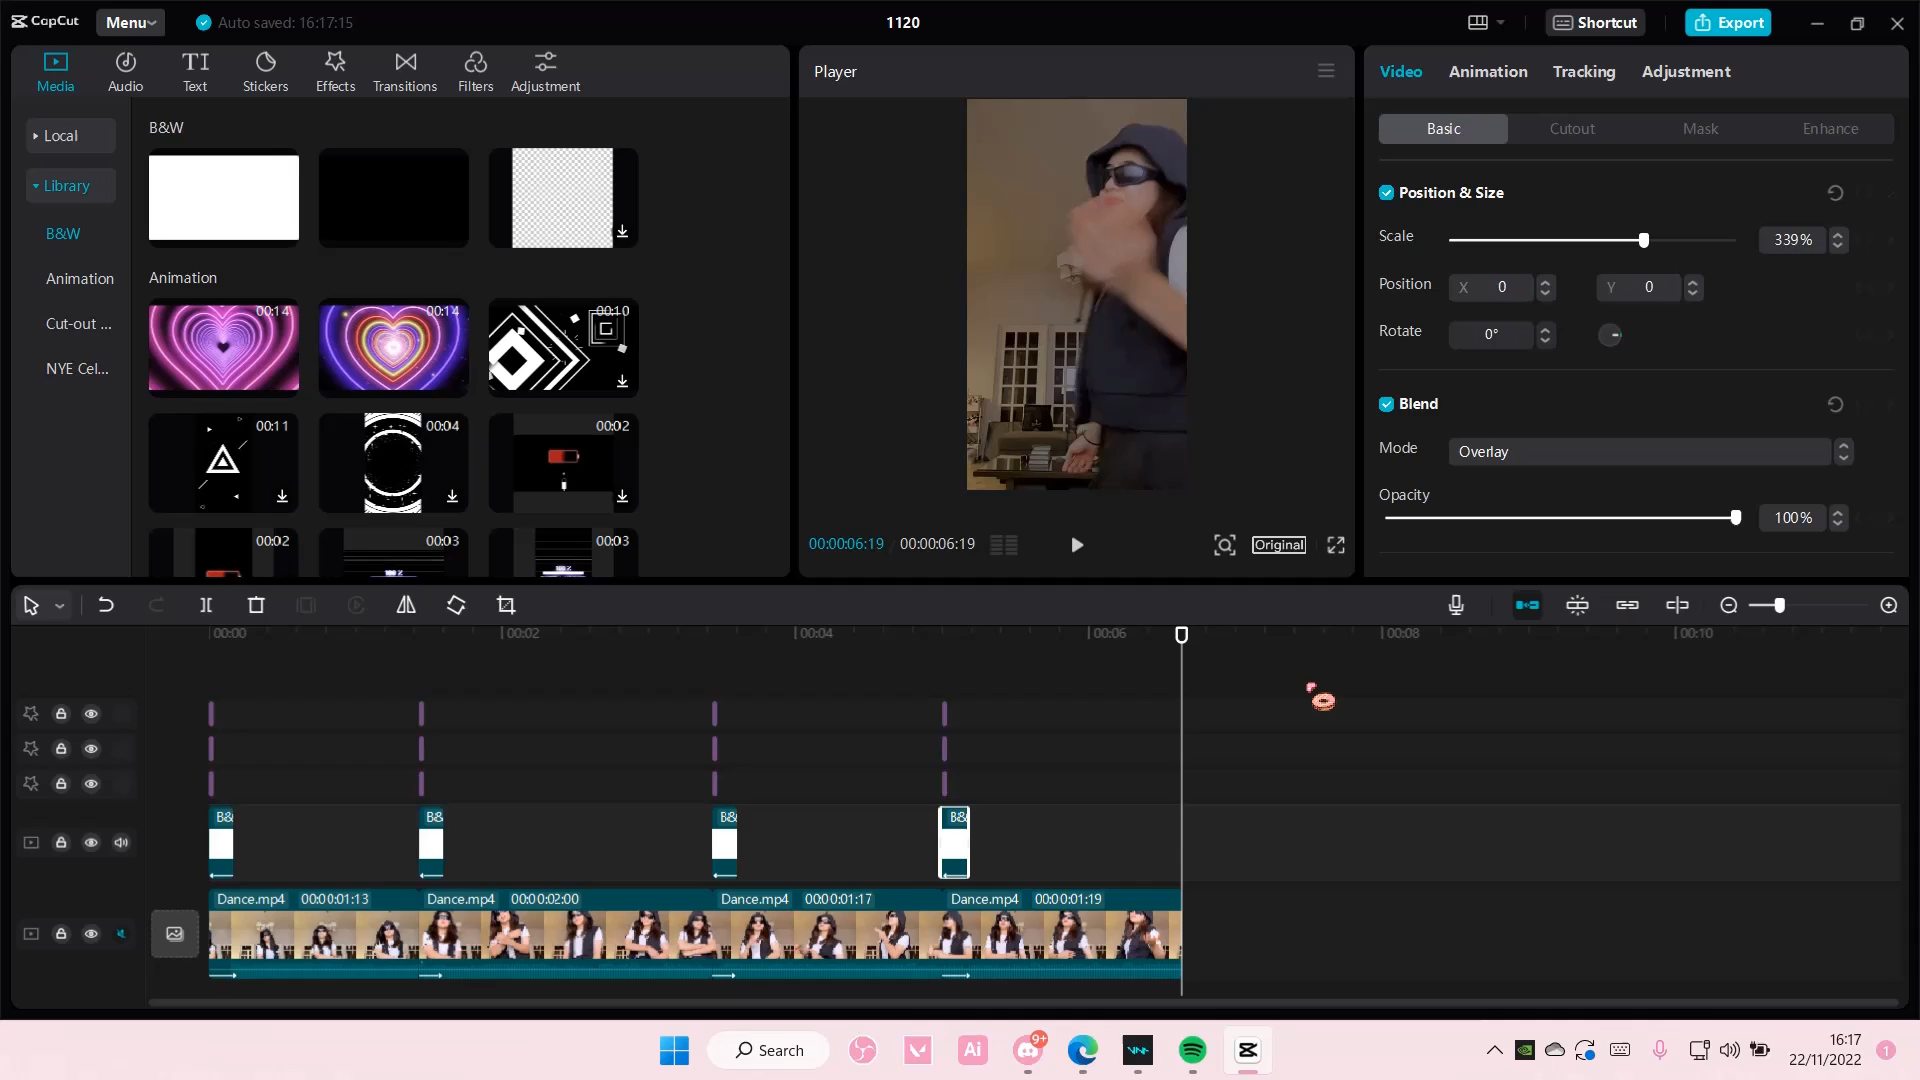 CapCut
Menu
Auto saved: 16:17:15
1120
Shortcut
Export
Media
Audio
Text
Stickers
Effects
Transitions
Filters
Adjustment
Local
Library
B&W
Animation
Cut-out ...
NYE Cel...
B&W
Animation
00:14
00:14
00:10
00:11
00:04
00:02
00:02
00:03
00:03
Player
00:00:06:19
00:00:06:19
Original
Video
Animation
Tracking
Adjustment
Basic
Cutout
Mask
Enhance
Position & Size
Scale
339%
Position
X 0
Y 0
Rotate
0°
Blend
Mode
Overlay
Opacity
100%
00:00
00:02
00:04
00:06
00:08
00:10
B&
B&
B&
B&
Dance.mp4 00:00:01:13
Dance.mp4 00:00:02:00
Dance.mp4 00:00:01:17
Dance.mp4 00:00:01:19
Search
Ai
9+
16:17
22/11/2022
1